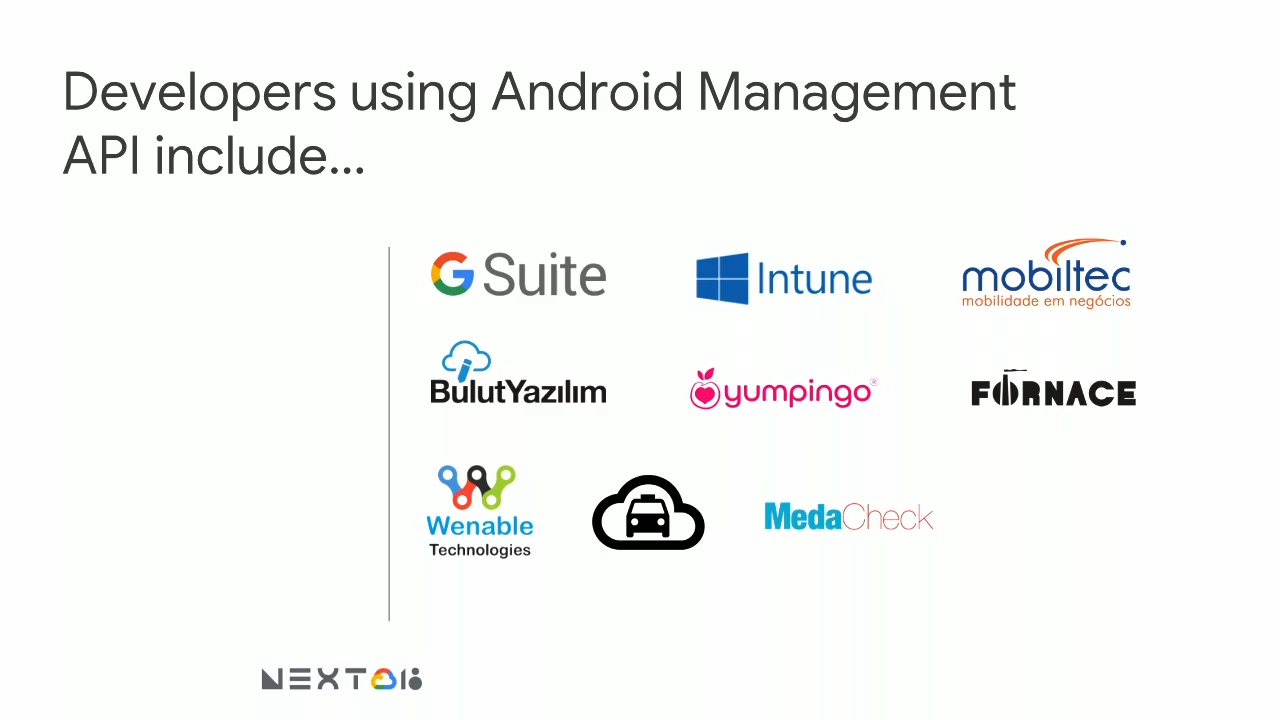 Developers using Android Management
API include...
G Suite
Intune
mobiltec
mobilidade em negócios
BulutYazılım
yumpingo®
FORNACE
Wenable
Technologies
MedaCheck
NEXT 18